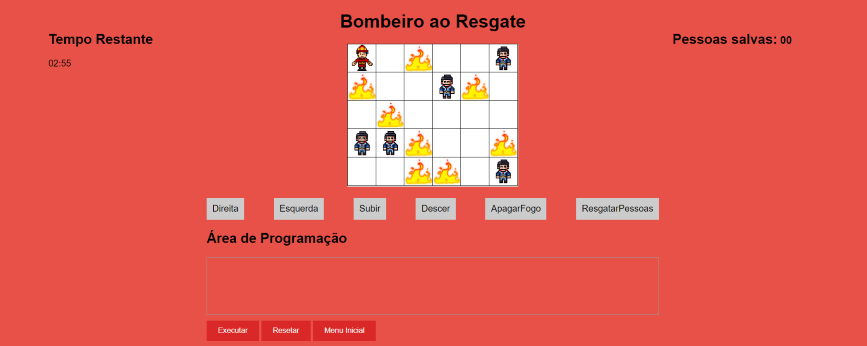 Bombeiro ao Resgate
Tempo Restante
Pessoas salvas: 00
02:55
Direita
Esquerda
Subir
Descer
ApagarFogo
ResgatarPessoas
Área de Programação
Executar
Resetar
Menu Inicial